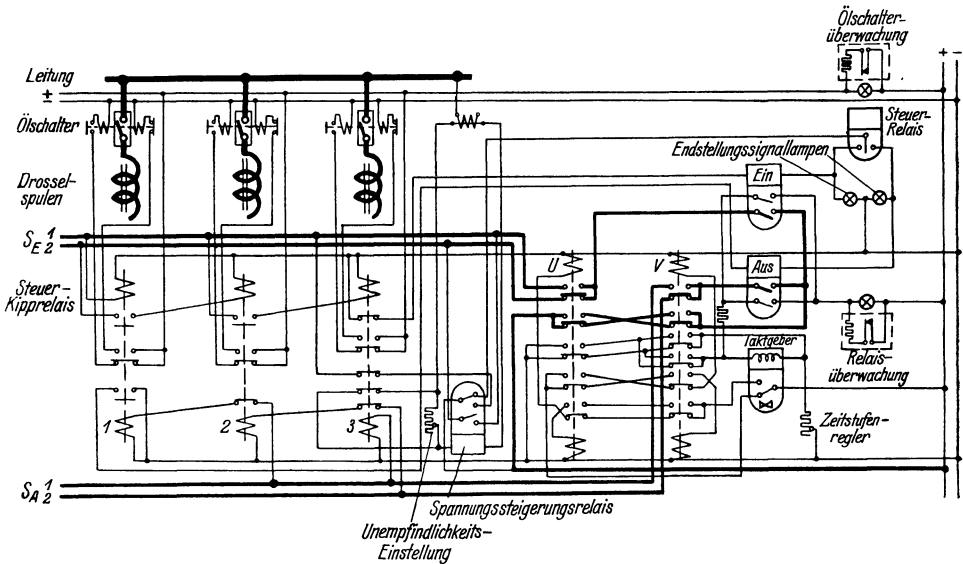 Ölschalter-
überwachung
+ −
Leitung
±
Ölschalter
Steuer-
Relais
Endstellungssignallampen
Ein
Drossel-
spulen
S_E 1
2
U
V
Aus
Steuer-
Kipprelais
Taktgeber
Relais-
überwachung
1
2
3
Zeitstufen-
regler
S_A 1
2
Spannungssteigerungsrelais
Unempfindlichkeits-
Einstellung